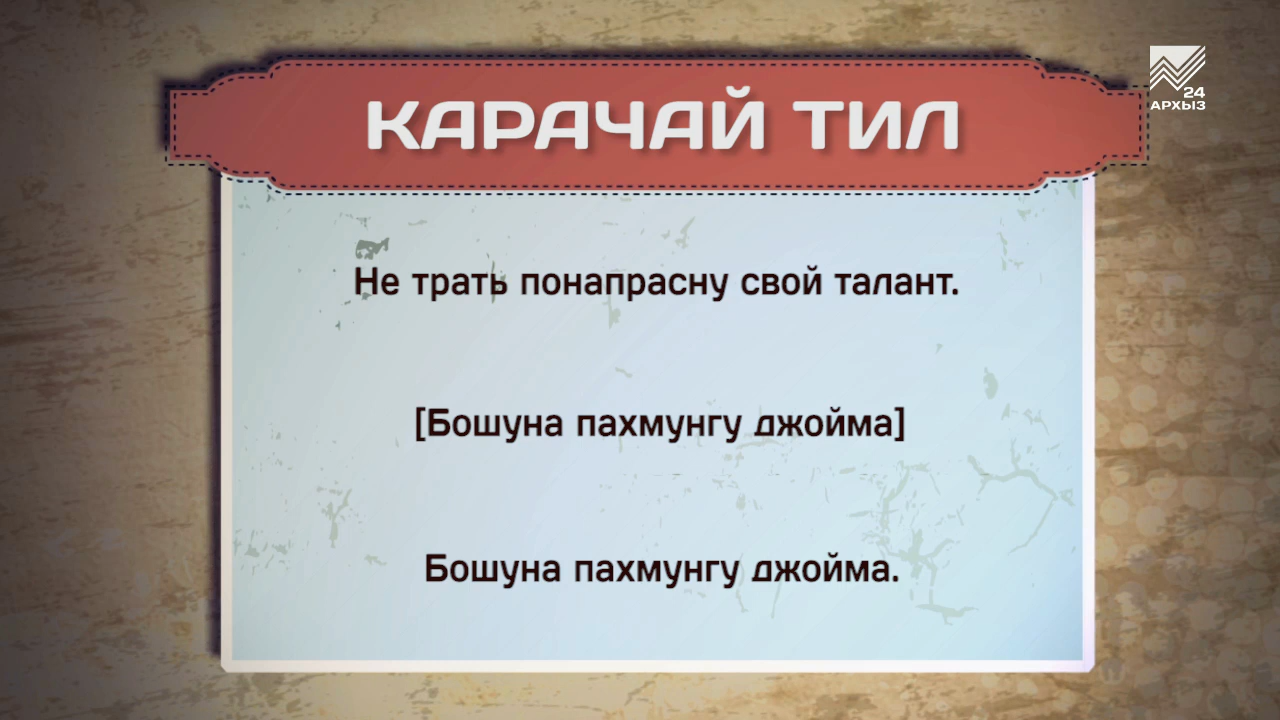 24
АРХЫЗ
КАРАЧАЙ ТИЛ
Не трать понапрасну свой талант.
[Бошуна пахмунгу джойма]
Бошуна пахмунгу джойма.